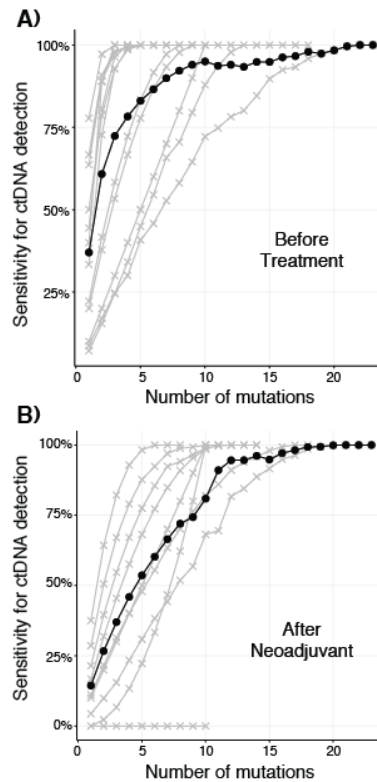 A)
Sensitivity for ctDNA detection
100%
75%
50%
25%
Before
Treatment
0 5 10 15 20
Number of mutations
B)
Sensitivity for ctDNA detection
100%
75%
50%
25%
0%
After
Neoadjuvant
0 5 10 15 20
Number of mutations